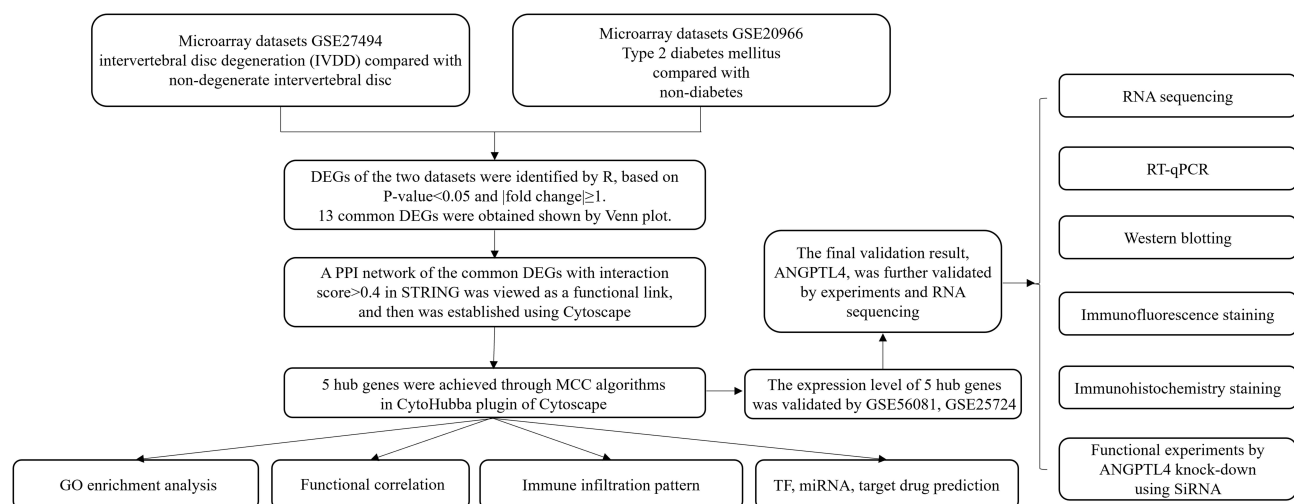 Microarray datasets GSE27494
intervertebral disc degeneration (IVDD) compared with
non-degenerate intervertebral disc
Microarray datasets GSE20966
Type 2 diabetes mellitus
compared with
non-diabetes
DEGs of the two datasets were identified by R, based on
P-value<0.05 and |fold change|≥1.
13 common DEGs were obtained shown by Venn plot.
A PPI network of the common DEGs with interaction
score>0.4 in STRING was viewed as a functional link,
and then was established using Cytoscape
5 hub genes were achieved through MCC algorithms
in CytoHubba plugin of Cytoscape
GO enrichment analysis
Functional correlation
Immune infiltration pattern
TF, miRNA, target drug prediction
The expression level of 5 hub genes
was validated by GSE56081, GSE25724
The final validation result,
ANGPTL4, was further validated
by experiments and RNA
sequencing
RNA sequencing
RT-qPCR
Western blotting
Immunofluorescence staining
Immunohistochemistry staining
Functional experiments by
ANGPTL4 knock-down
using SiRNA